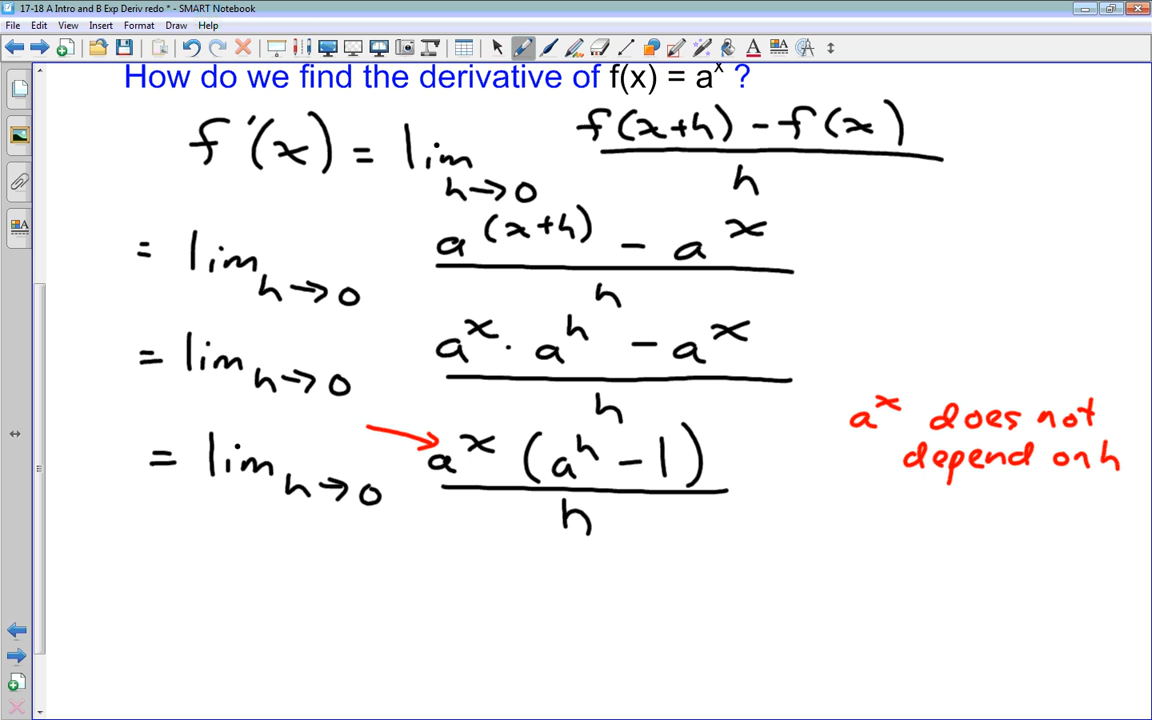 17-18 A Intro and B Exp Deriv redo * - SMART Notebook
File Edit View Insert Format Draw Help
How do we find the derivative of f(x) = aˣ ?
f'(x) = lim h→0 f(x+h) - f(x) / h
= lim h→0 a^(x+h) - a^x / h
= lim h→0 a^x · a^h - a^x / h
= lim h→0 a^x (a^h - 1) / h
a^x does not
depend on h